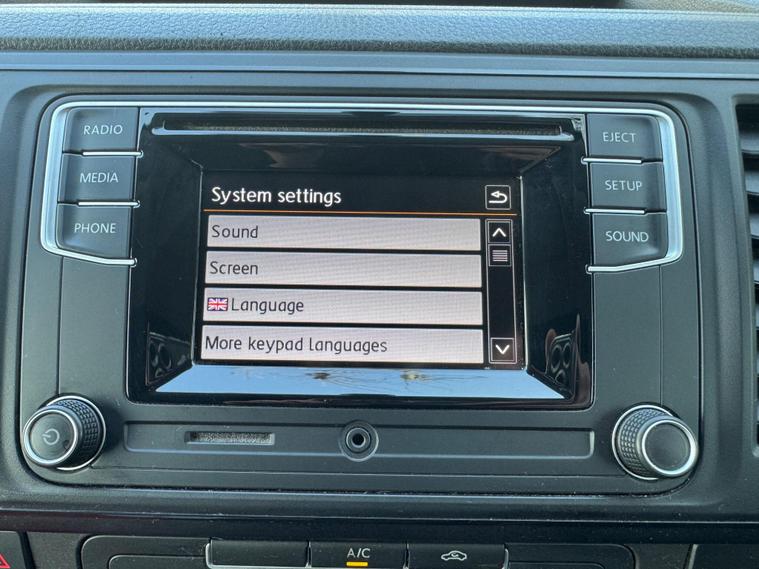 RADIO
MEDIA
PHONE
System settings
Sound
Screen
Language
More keypad languages
EJECT
SETUP
SOUND
A/C